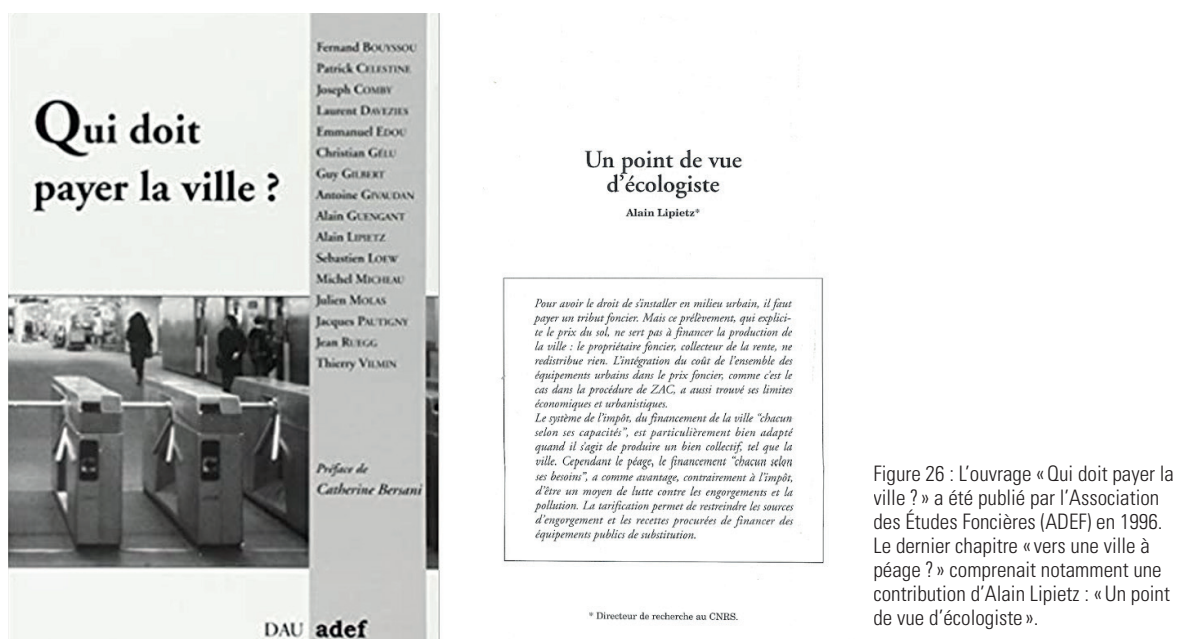 Qui doit
payer la ville ?
Fernand BOUYSSOU
Patrick CELESTINE
Joseph COMBY
Laurent DAVEZIES
Emmanuel EDOU
Christian GÉLU
Guy GILBERT
Antoine GIVAUDAN
Alain GUENGANT
Alain LIPIETZ
Sebastien LOEW
Michel MICHEAU
Julien MOLAS
Jacques PAUTIGNY
Jean RUEGG
Thierry VILMIN
Préface de
Catherine Bersani
DAU adef
Un point de vue
d'écologiste
Alain Lipietz*
Pour avoir le droit de s'installer en milieu urbain, il faut
payer un tribut foncier. Mais ce prélèvement, qui explici-
te le prix du sol, ne sert pas à financer la production de
la ville : le propriétaire foncier, collecteur de la rente, ne
redistribue rien. L'intégration du coût de l'ensemble des
équipements urbains dans le prix foncier, comme c'est le
cas dans la procédure de ZAC, a aussi trouvé ses limites
économiques et urbanistiques.
Le système de l'impôt, du financement de la ville "chacun
selon ses capacités", est particulièrement bien adapté
quand il s'agit de produire un bien collectif, tel que la
ville. Cependant le péage, le financement "chacun selon
ses besoins", a comme avantage, contrairement à l'impôt,
d'être un moyen de lutte contre les engorgements et la
pollution. La tarification permet de restreindre les sources
d'engorgement et les recettes procurées de financer des
équipements publics de substitution.
* Directeur de recherche au CNRS.
Figure 26 : L'ouvrage « Qui doit payer la
ville ? » a été publié par l'Association
des Études Foncières (ADEF) en 1996.
Le dernier chapitre « vers une ville à
péage ? » comprenait notamment une
contribution d'Alain Lipietz : « Un point
de vue d'écologiste ».